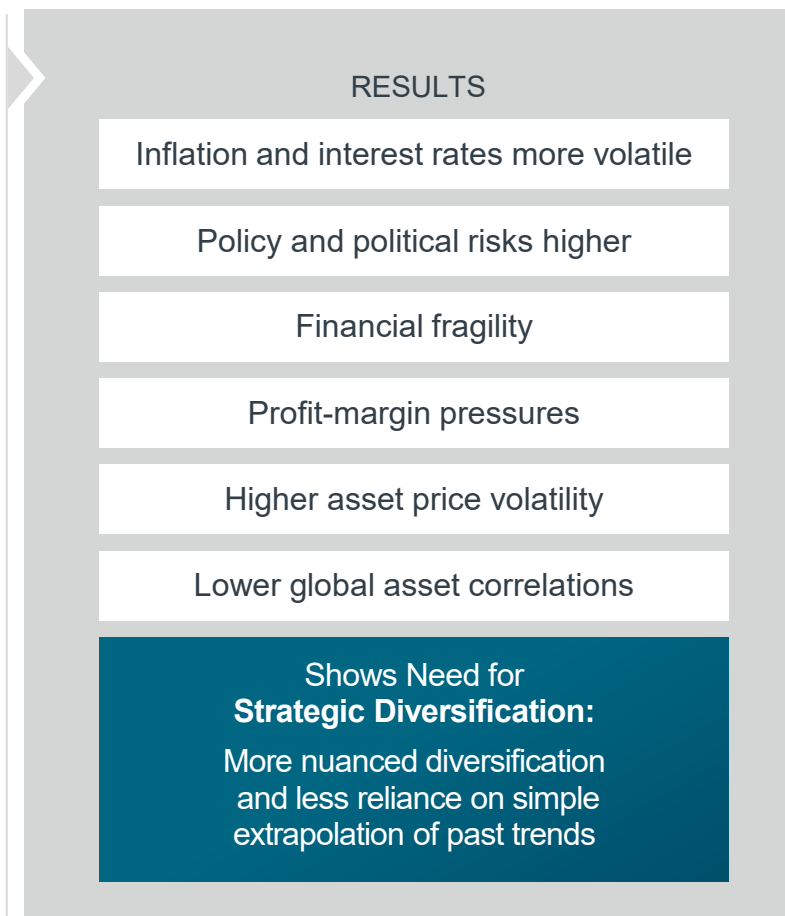 RESULTS
Inflation and interest rates more volatile
Policy and political risks higher
Financial fragility
Profit-margin pressures
Higher asset price volatility
Lower global asset correlations
Shows Need for
Strategic Diversification:
More nuanced diversification
and less reliance on simple
extrapolation of past trends